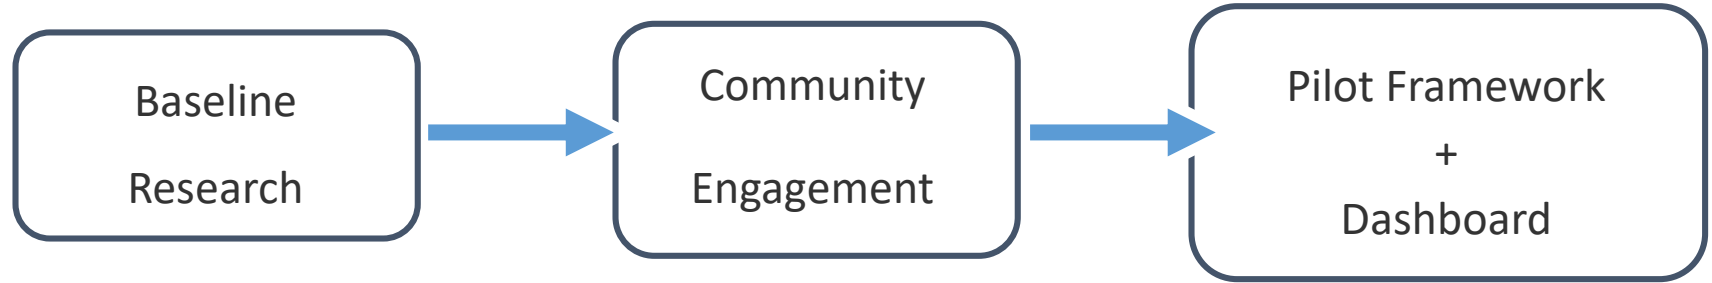 Baseline
Research
Community
Engagement
Pilot Framework
+
Dashboard